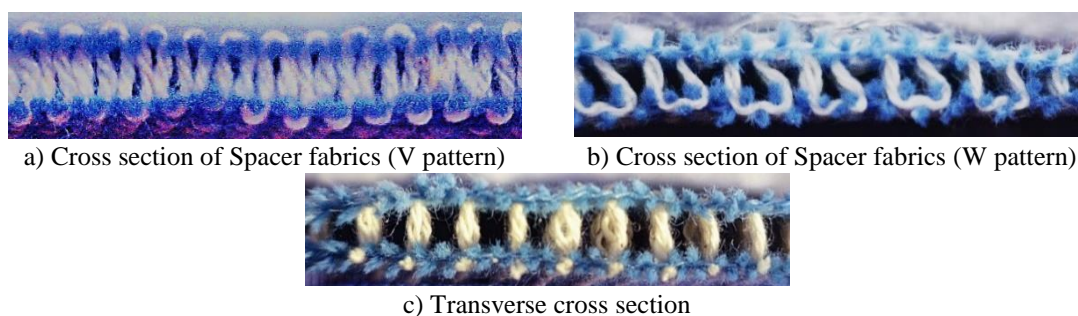 a) Cross section of Spacer fabrics (V pattern)
b) Cross section of Spacer fabrics (W pattern)
c) Transverse cross section